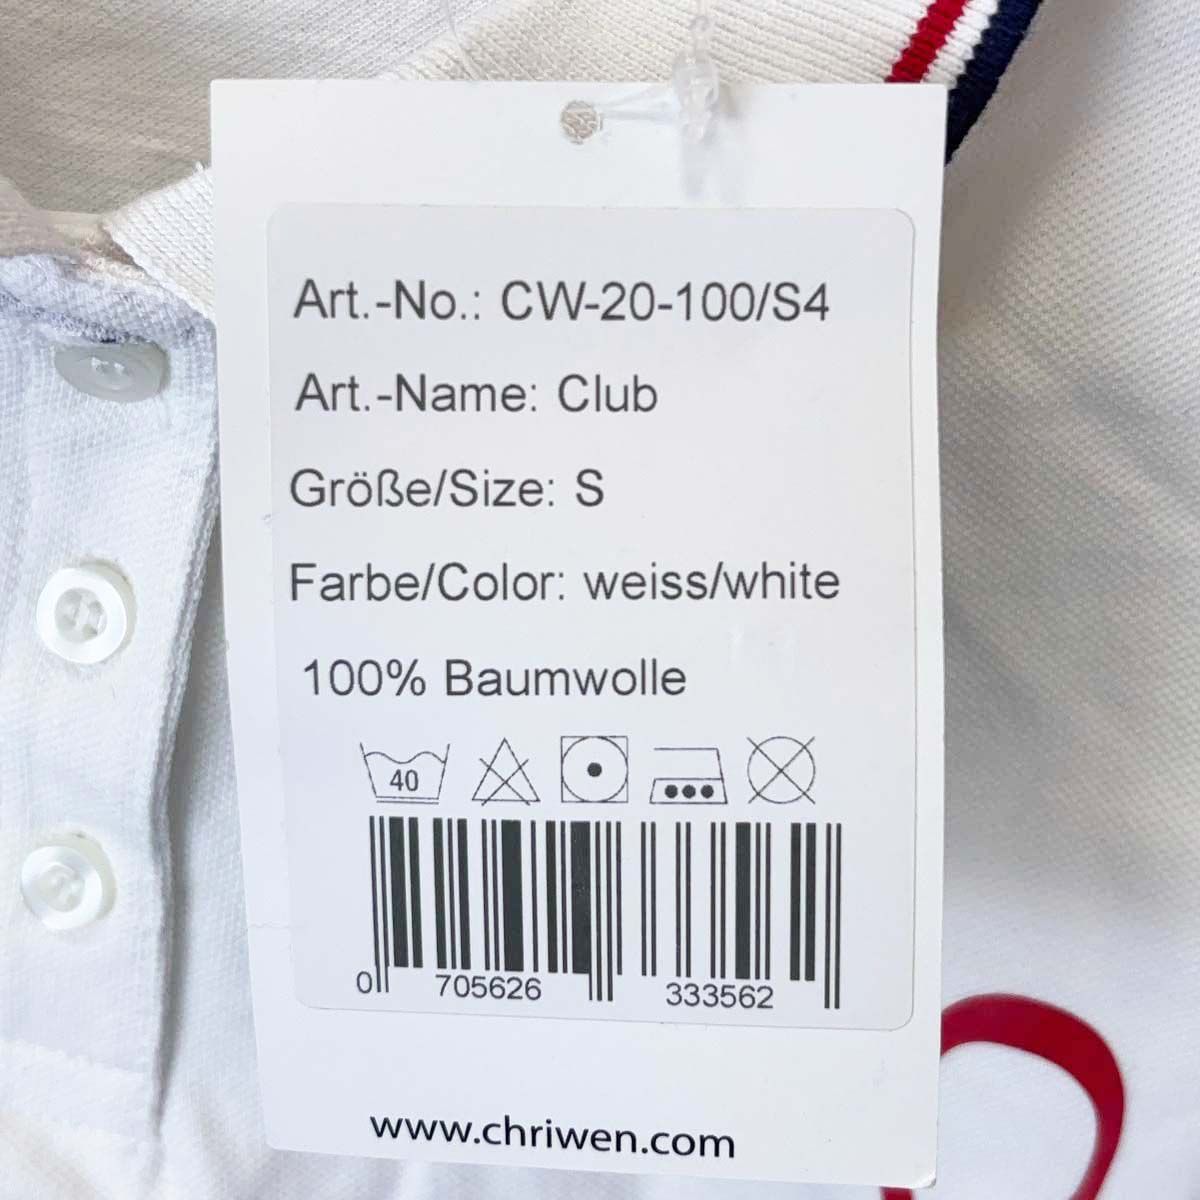 Art.-No.: CW-20-100/S4
Art.-Name: Club
Größe/Size: S
Farbe/Color: weiss/white
100% Baumwolle
40
0 705626 333562
www.chriwen.com